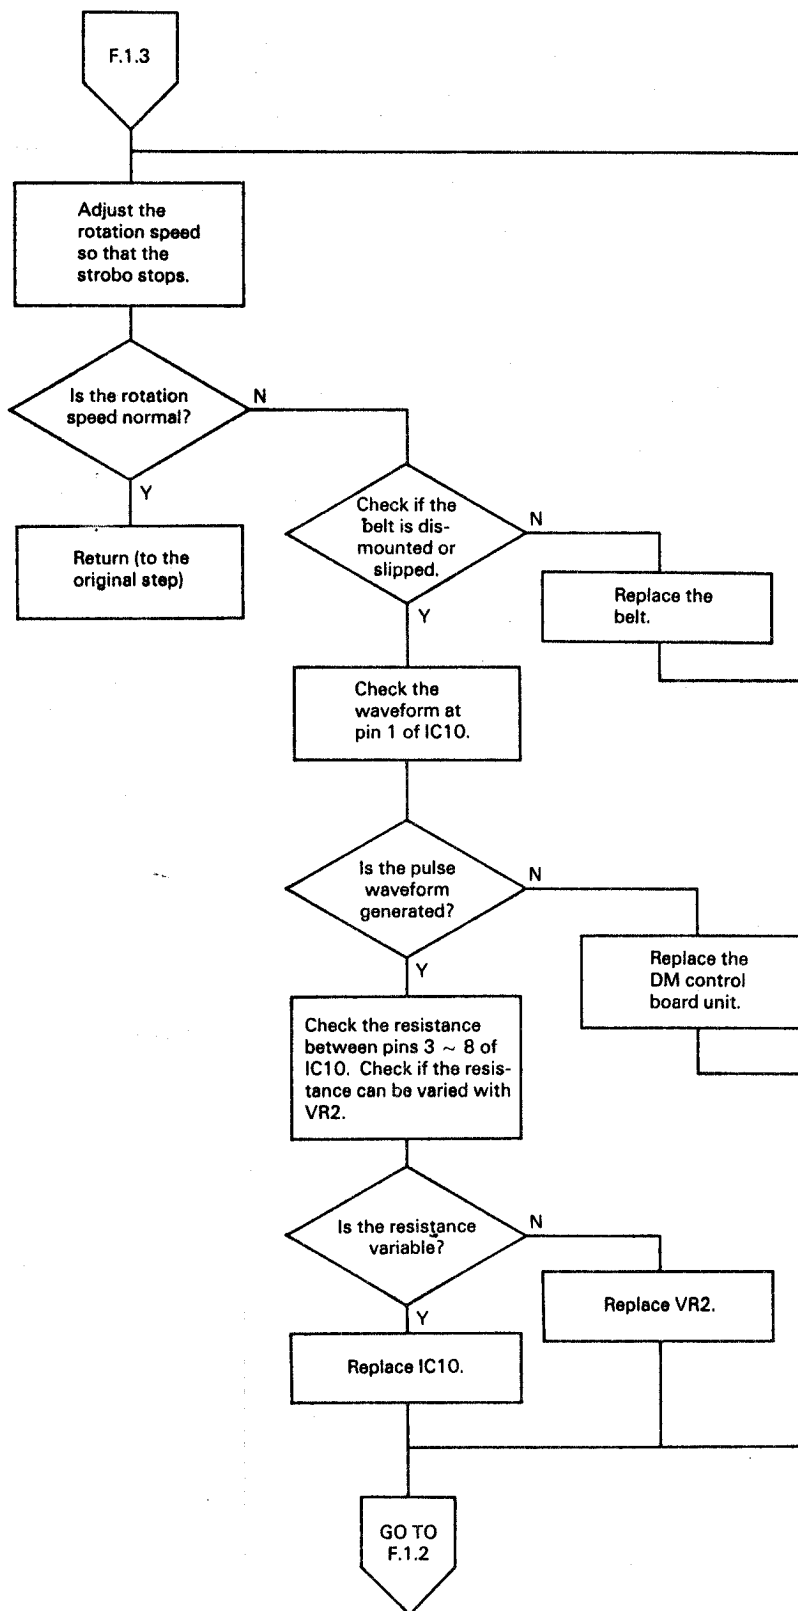 F.1.3
Adjust the
rotation speed
so that the
strobo stops.
Is the rotation
speed normal?
N
Y
Return (to the
original step)
Check if the
belt is dis-
mounted or
slipped.
N
Y
Replace the
belt.
Check the
waveform at
pin 1 of IC10.
Is the pulse
waveform
generated?
N
Y
Replace the
DM control
board unit.
Check the resistance
between pins 3 ~ 8 of
IC10. Check if the resis-
tance can be varied with
VR2.
Is the resistance
variable?
N
Y
Replace VR2.
Replace IC10.
GO TO
F.1.2